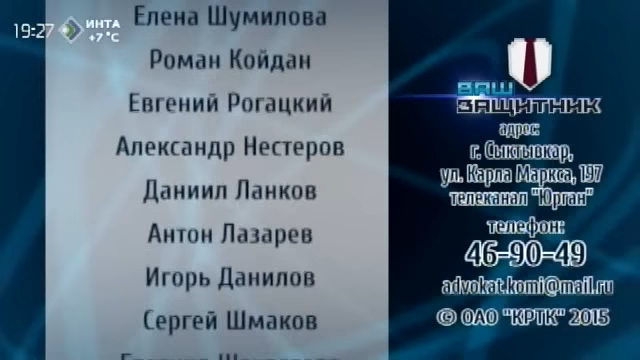 19:27
ИНТА
+7 °C
Елена Шумилова
Роман Койдан
Евгений Рогацкий
Александр Нестеров
Даниил Ланков
Антон Лазарев
Игорь Данилов
Сергей Шмаков
ВАШ
ЗАЩИТНИК
адрес:
г. Сыктывкар,
ул. Карла Маркса, 197
телеканал "Юрган"
телефон:
46-90-49
advokat.komi@mail.ru
© ОАО "КРТК" 2015